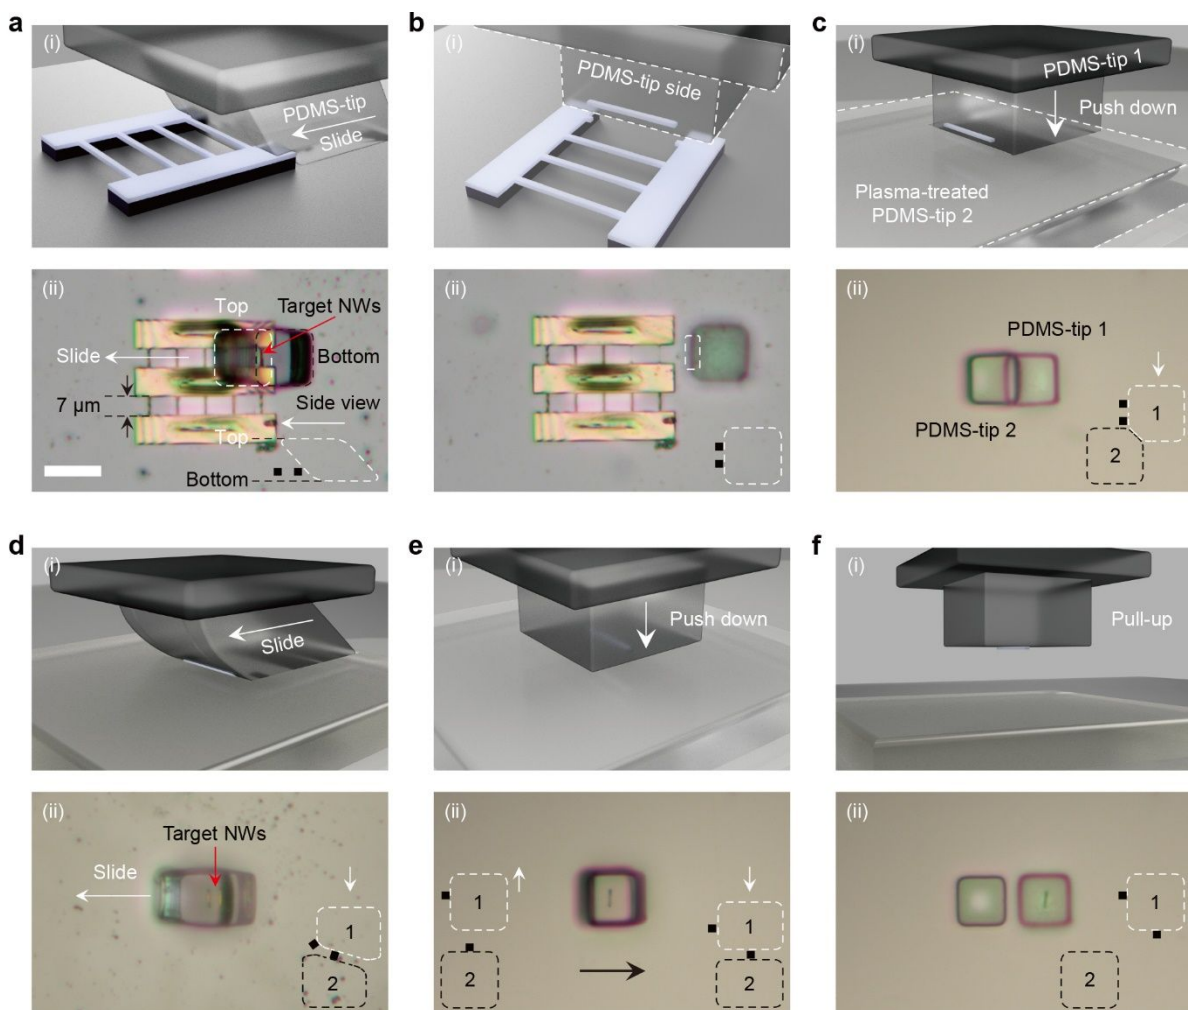 a
(i)
PDMS-tip
Slide
(ii)
Top
Target NWs
Slide
Bottom
7 μm
Side view
Top
Bottom
b
(i)
PDMS-tip side
(ii)
c
(i)
PDMS-tip 1
Push down
Plasma-treated
PDMS-tip 2
(ii)
PDMS-tip 1
PDMS-tip 2
1
2
d
(i)
Slide
(ii)
Target NWs
Slide
1
2
e
(i)
Push down
(ii)
1
2
1
2
f
(i)
Pull-up
(ii)
1
2